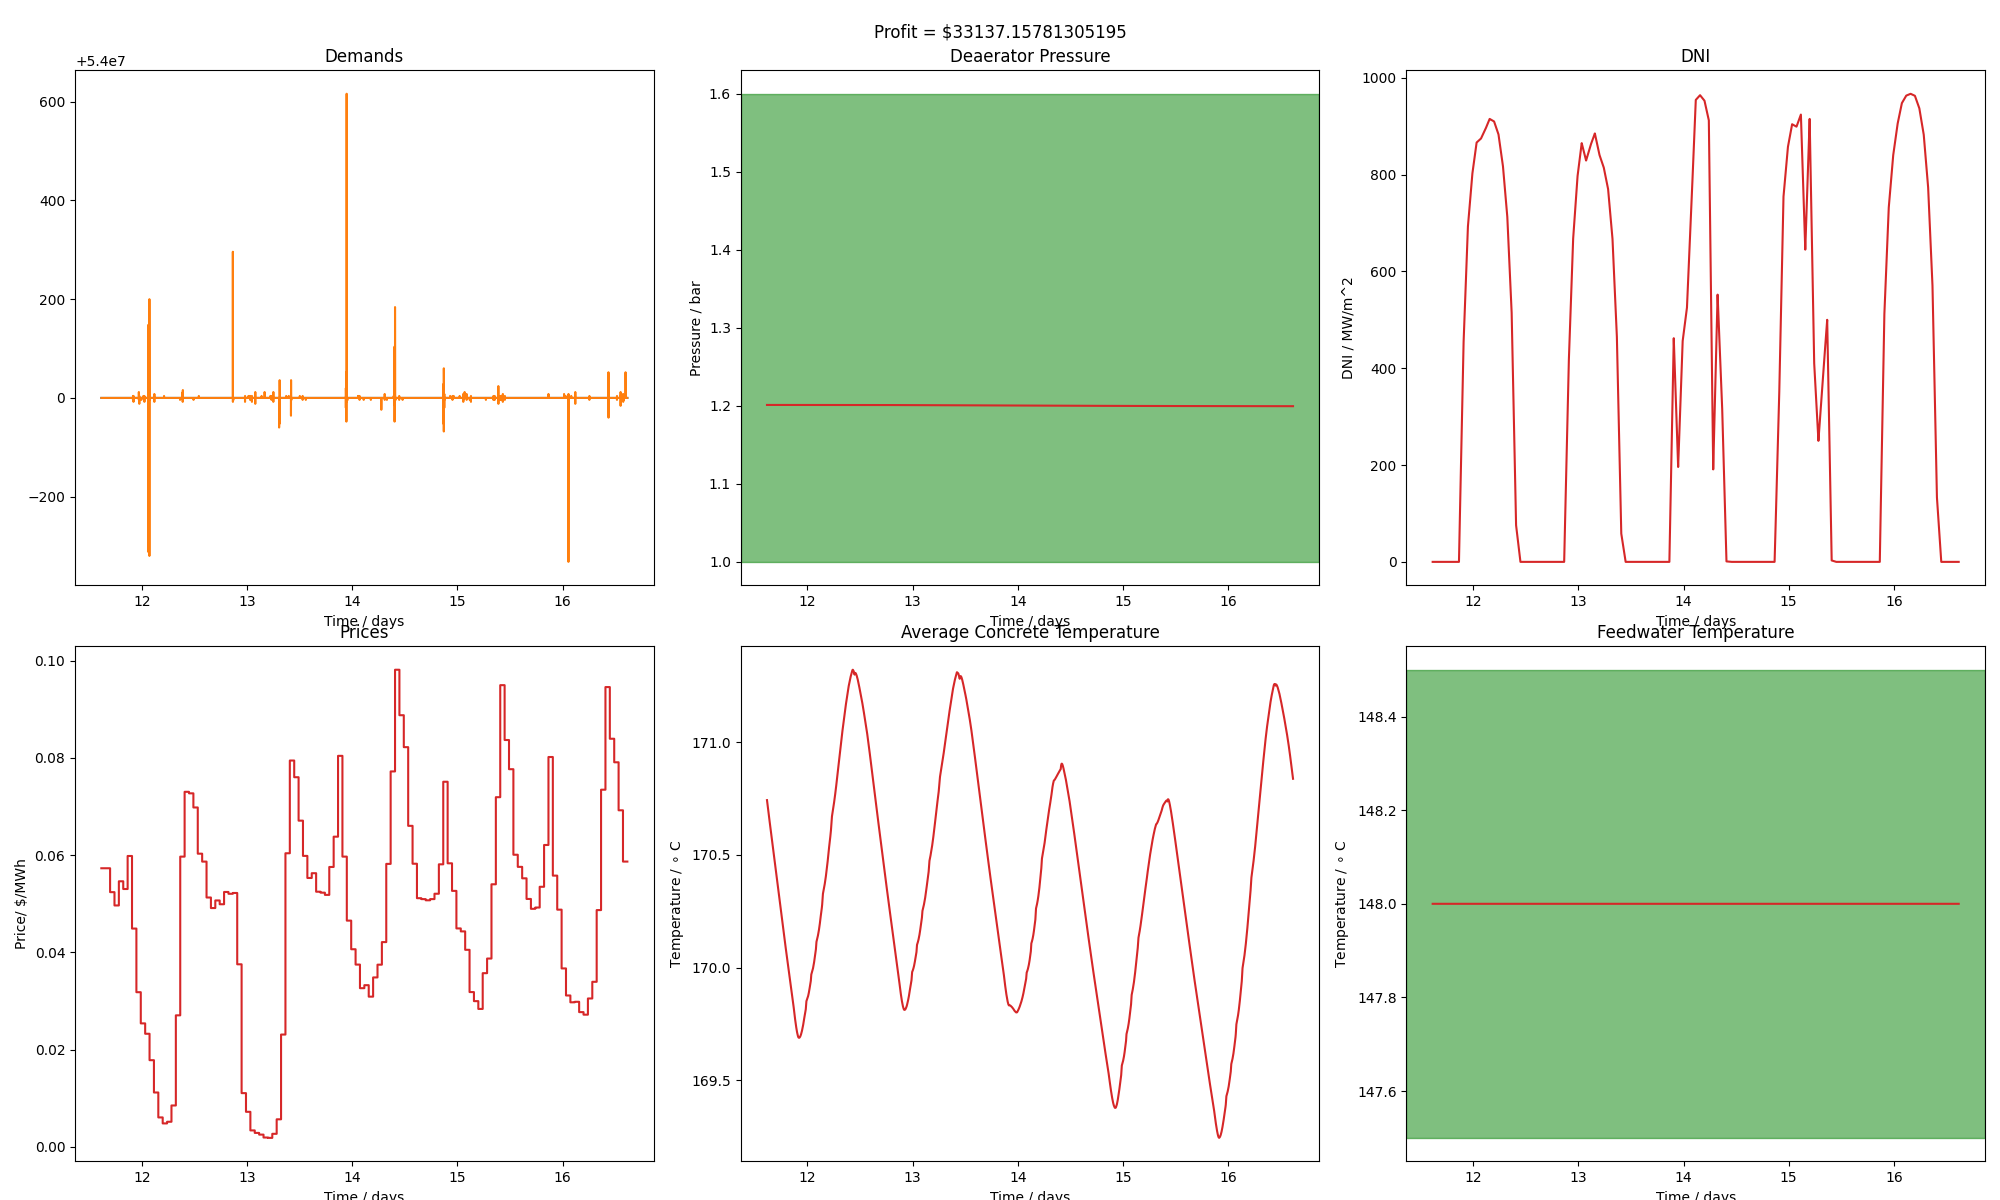 Profit = $33137.15781305195
Demands
+5.4e7
600
400
200
0
−200
12 13 14 15 16
Time / days
Deaerator Pressure
Pressure / bar
1.6
1.5
1.4
1.3
1.2
1.1
1.0
12 13 14 15 16
Time / days
DNI
DNI / MW/m^2
1000
800
600
400
200
0
12 13 14 15 16
Time / days
Prices
Price/ $/MWh
0.10
0.08
0.06
0.04
0.02
0.00
12 13 14 15 16
Time / days
Average Concrete Temperature
Temperature / ∘ C
171.0
170.5
170.0
169.5
12 13 14 15 16
Time / days
Feedwater Temperature
Temperature / ∘ C
148.4
148.2
148.0
147.8
147.6
12 13 14 15 16
Time / days